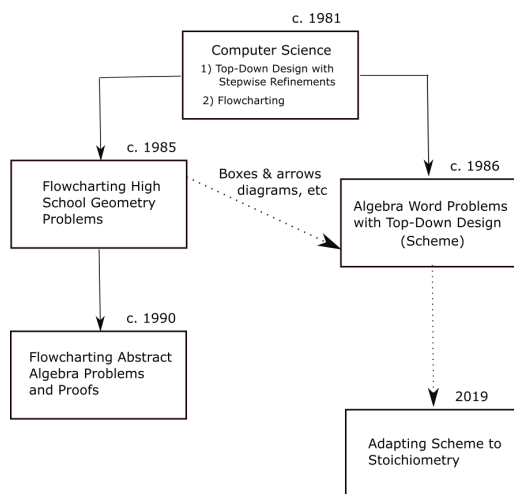 c. 1981
Computer Science
1) Top-Down Design with
Stepwise Refinements
2) Flowcharting
c. 1985
Flowcharting High
School Geometry
Problems
Boxes & arrows
diagrams, etc
c. 1986
Algebra Word Problems
with Top-Down Design
(Scheme)
c. 1990
Flowcharting Abstract
Algebra Problems
and Proofs
2019
Adapting Scheme to
Stoichiometry